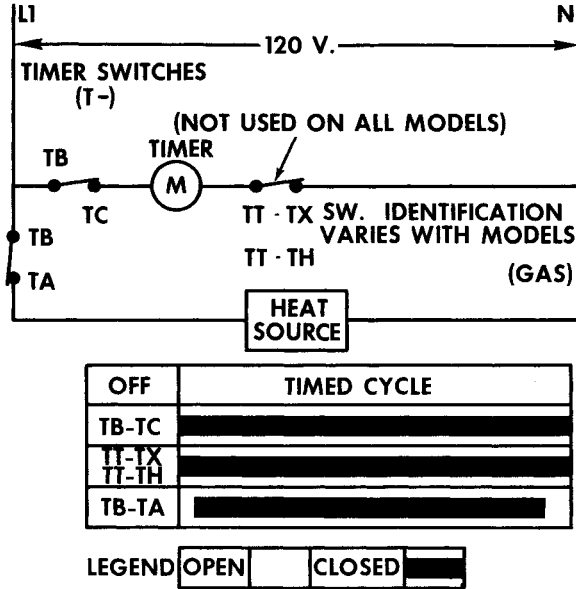 L1 N
120 V.
TIMER SWITCHES
(T-)
(NOT USED ON ALL MODELS)
TIMER
TB
M
TC
TT - TX SW. IDENTIFICATION
VARIES WITH MODELS
TT - TH
(GAS)
TB
TA
HEAT
SOURCE
OFF TIMED CYCLE
TB-TC
TT-TX
TT-TH
TB-TA
LEGEND OPEN CLOSED